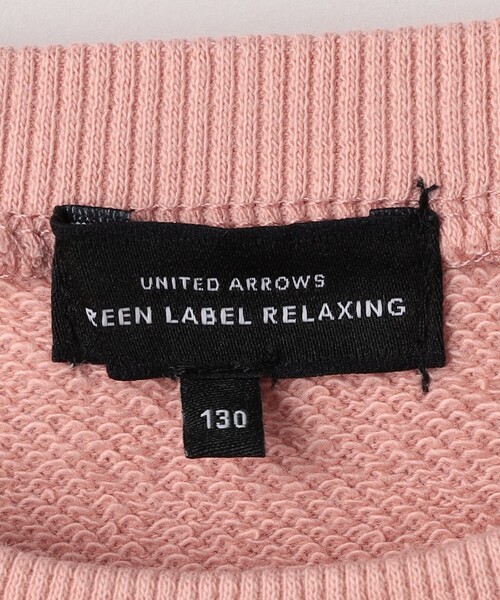 UNITED ARROWS
REEN LABEL RELAXING
130